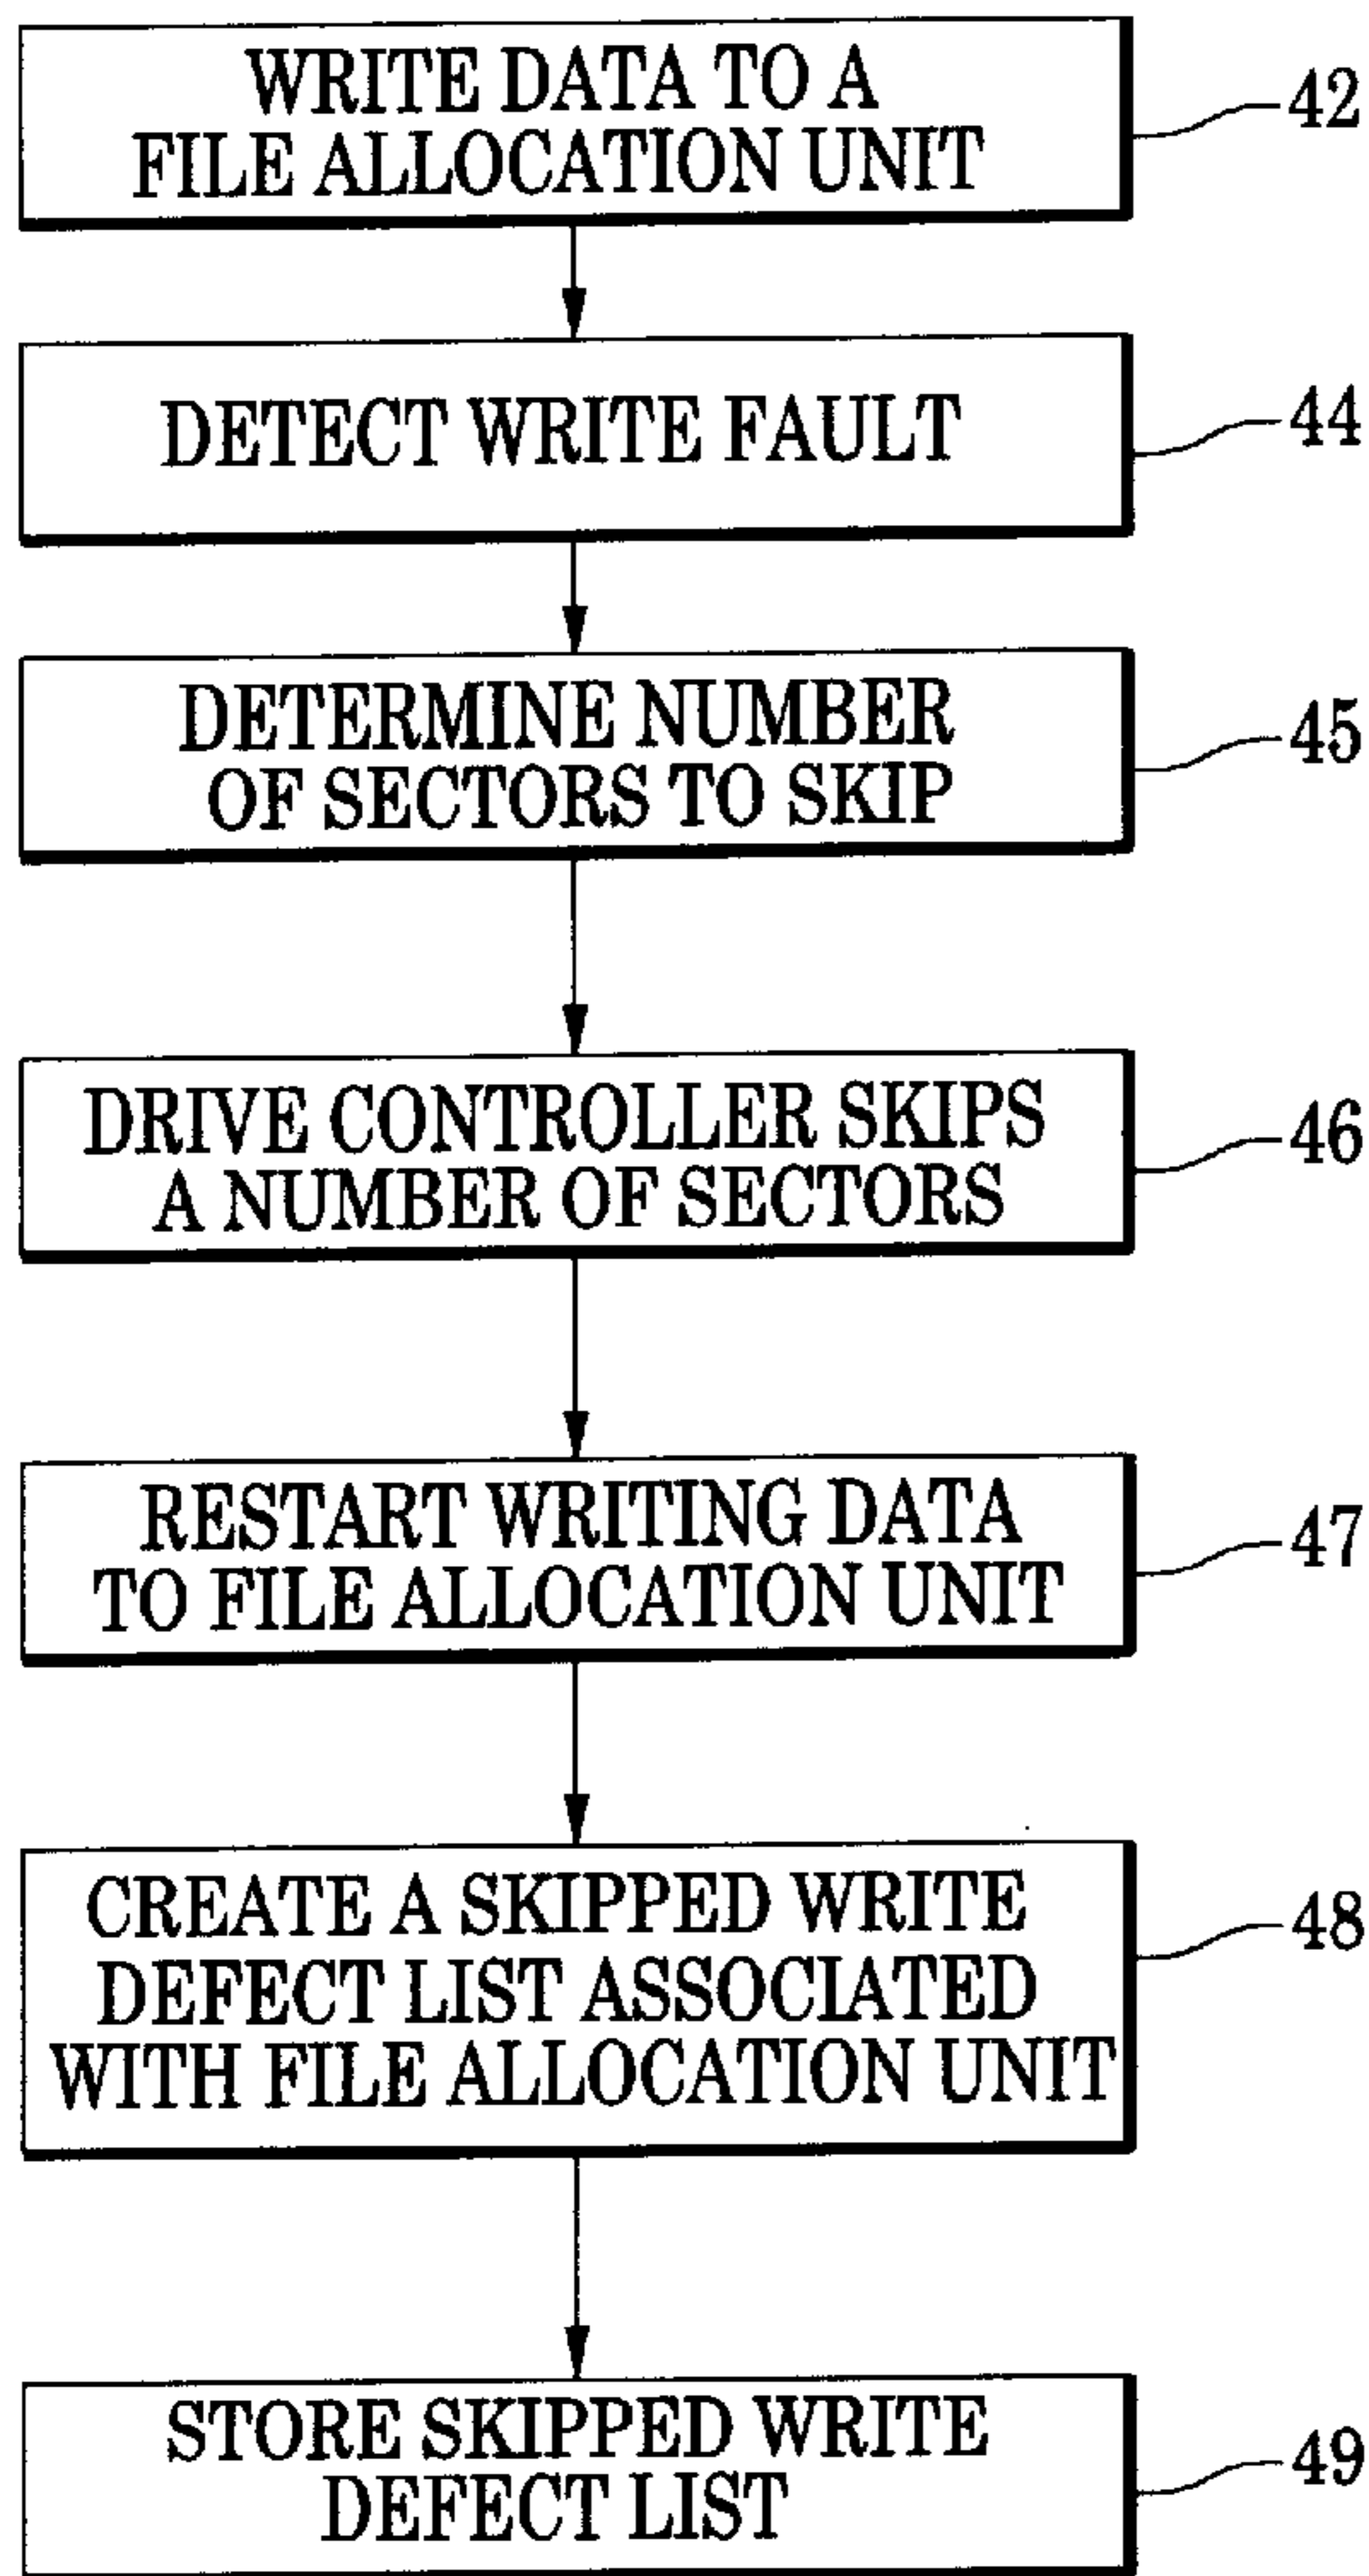 WRITE DATA TO A
FILE ALLOCATION UNIT
42
DETECT WRITE FAULT
44
DETERMINE NUMBER
OF SECTORS TO SKIP
45
DRIVE CONTROLLER SKIPS
A NUMBER OF SECTORS
46
RESTART WRITING DATA
TO FILE ALLOCATION UNIT
47
CREATE A SKIPPED WRITE
DEFECT LIST ASSOCIATED
WITH FILE ALLOCATION UNIT
48
STORE SKIPPED WRITE
DEFECT LIST
49